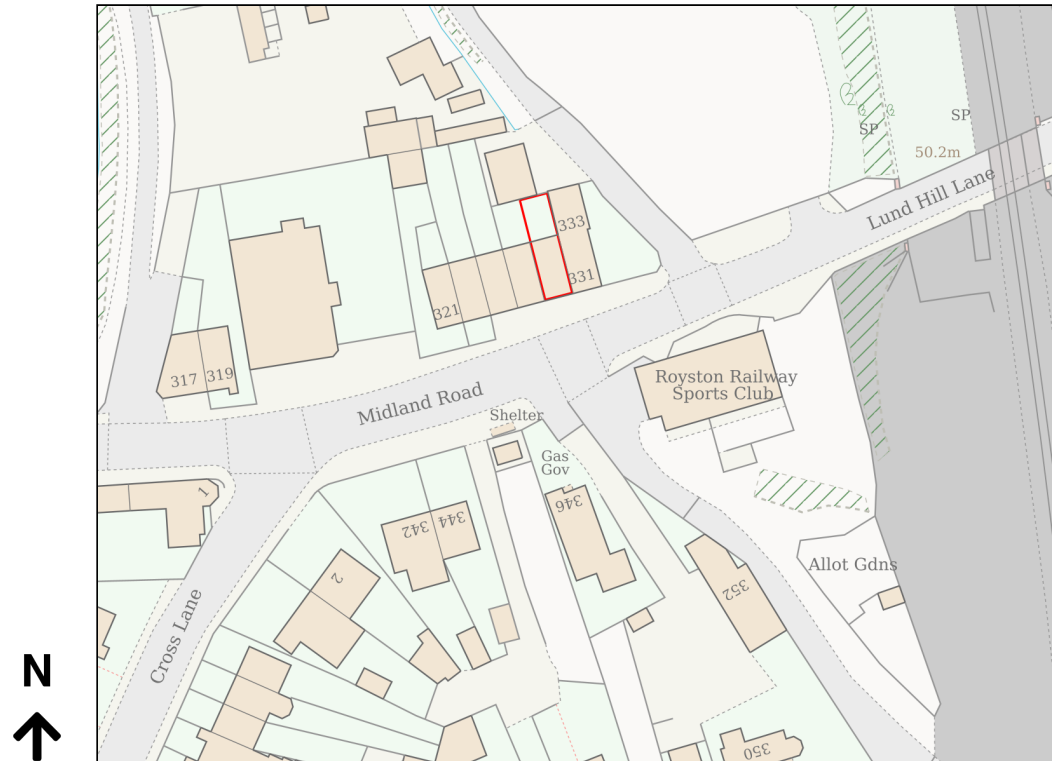 SP
SP
50.2m
Lund Hill Lane
333
331
321
317
319
Midland Road
Royston Railway
Sports Club
Shelter
Gas
Gov
1
346
342
344
2
352
Allot Gdns
Cross Lane
350
N